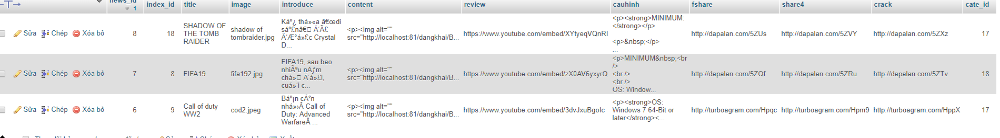 news_id 1 index_id title image introduce content review cauhinh fshare share4 crack cate_id
Sửa Chép Xóa bỏ 8 18 SHADOW OF THE TOMB RAIDER shadow of tombraider.jpg Káº¿ thá»«a â€œdi sáº£nâ€ Ä‘Ã£ Ä‘Æ°á»£c Crystal D... <p><img alt="" src="http://localhost:81/dangkhai/B... https://www.youtube.com/embed/XYtyeqVQnRI <p><strong>MINIMUM:</strong></p> <p>&nbsp;</p> ... http://dapalan.com/5ZUs http://dapalan.com/5ZVY http://dapalan.com/5ZXz 17
Sửa Chép Xóa bỏ 7 8 FIFA19 fifa192.jpg FIFA19, sau bao nhiÃªu nÄƒm chá»� Ä‘á»£i, cuá»‘i c... <p><img alt="" src="http://localhost:81/dangkhai/B... https://www.youtube.com/embed/zX0AV6yxyrQ <p>MINIMUM&nbsp;<br /> <br /> <br /> OS: Window... http://dapalan.com/5ZQf http://dapalan.com/5ZRu http://dapalan.com/5ZTv 18
Sửa Chép Xóa bỏ 6 9 Call of duty WW2 cod2.jpeg Báº¡n cÃ²n nhá»›Â Call of Duty: Advanced WarfareÂ ... <p><img alt="" src="http://localhost:81/dangkhai/B... https://www.youtube.com/embed/3dvJxuBgoIc <p><strong>OS: Windows 7 64-Bit or later</strong><... http://turboagram.com/Hpqc http://turboagram.com/Hpm9 http://turboagram.com/HppX 17